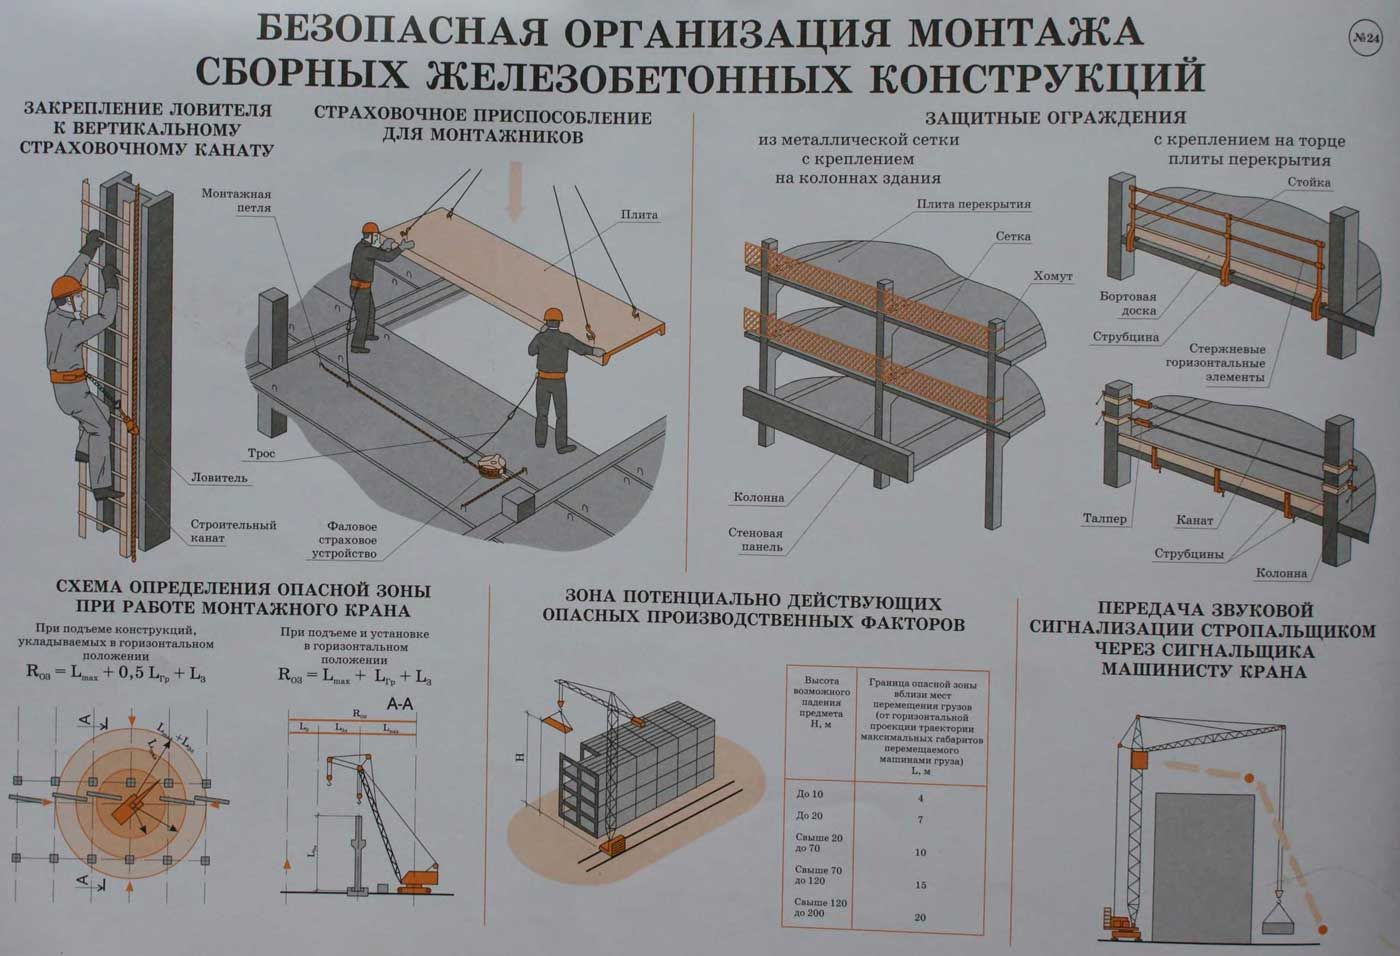 БЕЗОПАСНАЯ ОРГАНИЗАЦИЯ МОНТАЖА
СБОРНЫХ ЖЕЛЕЗОБЕТОННЫХ КОНСТРУКЦИЙ
№24
ЗАКРЕПЛЕНИЕ ЛОВИТЕЛЯ
К ВЕРТИКАЛЬНОМУ
СТРАХОВОЧНОМУ КАНАТУ
Ловитель
Строительный
канат
СТРАХОВОЧНОЕ ПРИСПОСОБЛЕНИЕ
ДЛЯ МОНТАЖНИКОВ
Монтажная
петля
Плита
Трос
Фаловое
страховое
устройство
ЗАЩИТНЫЕ ОГРАЖДЕНИЯ
из металлической сетки
с креплением
на колоннах здания
Плита перекрытия
Сетка
Хомут
Колонна
Стеновая
панель
с креплением на торце
плиты перекрытия
Стойка
Бортовая
доска
Струбцина
Стержневые
горизонтальные
элементы
Талпер
Канат
Струбцины
Колонна
СХЕМА ОПРЕДЕЛЕНИЯ ОПАСНОЙ ЗОНЫ
ПРИ РАБОТЕ МОНТАЖНОГО КРАНА
При подъеме конструкций,
укладываемых в горизонтальном
положении
Rоз = Lmax + 0,5 Lгр + Lз
А
А
При подъеме и установке
в горизонтальном
положении
Rоз = Lmax + Lгр + Lз
А-А
Rоз
ЗОНА ПОТЕНЦИАЛЬНО ДЕЙСТВУЮЩИХ
ОПАСНЫХ ПРОИЗВОДСТВЕННЫХ ФАКТОРОВ
Н
Высота
возможного
падения
предмета
Н, м
Граница опасной зоны
вблизи мест
перемещения грузов
(от горизонтальной
проекции траектории
максимальных габаритов
перемещаемого
машинами груза)
L, м
До 10
4
До 20
7
Свыше 20
до 70
10
Свыше 70
до 120
15
Свыше 120
до 200
20
ПЕРЕДАЧА ЗВУКОВОЙ
СИГНАЛИЗАЦИИ СТРОПАЛЬЩИКОМ
ЧЕРЕЗ СИГНАЛЬЩИКА
МАШИНИСТУ КРАНА